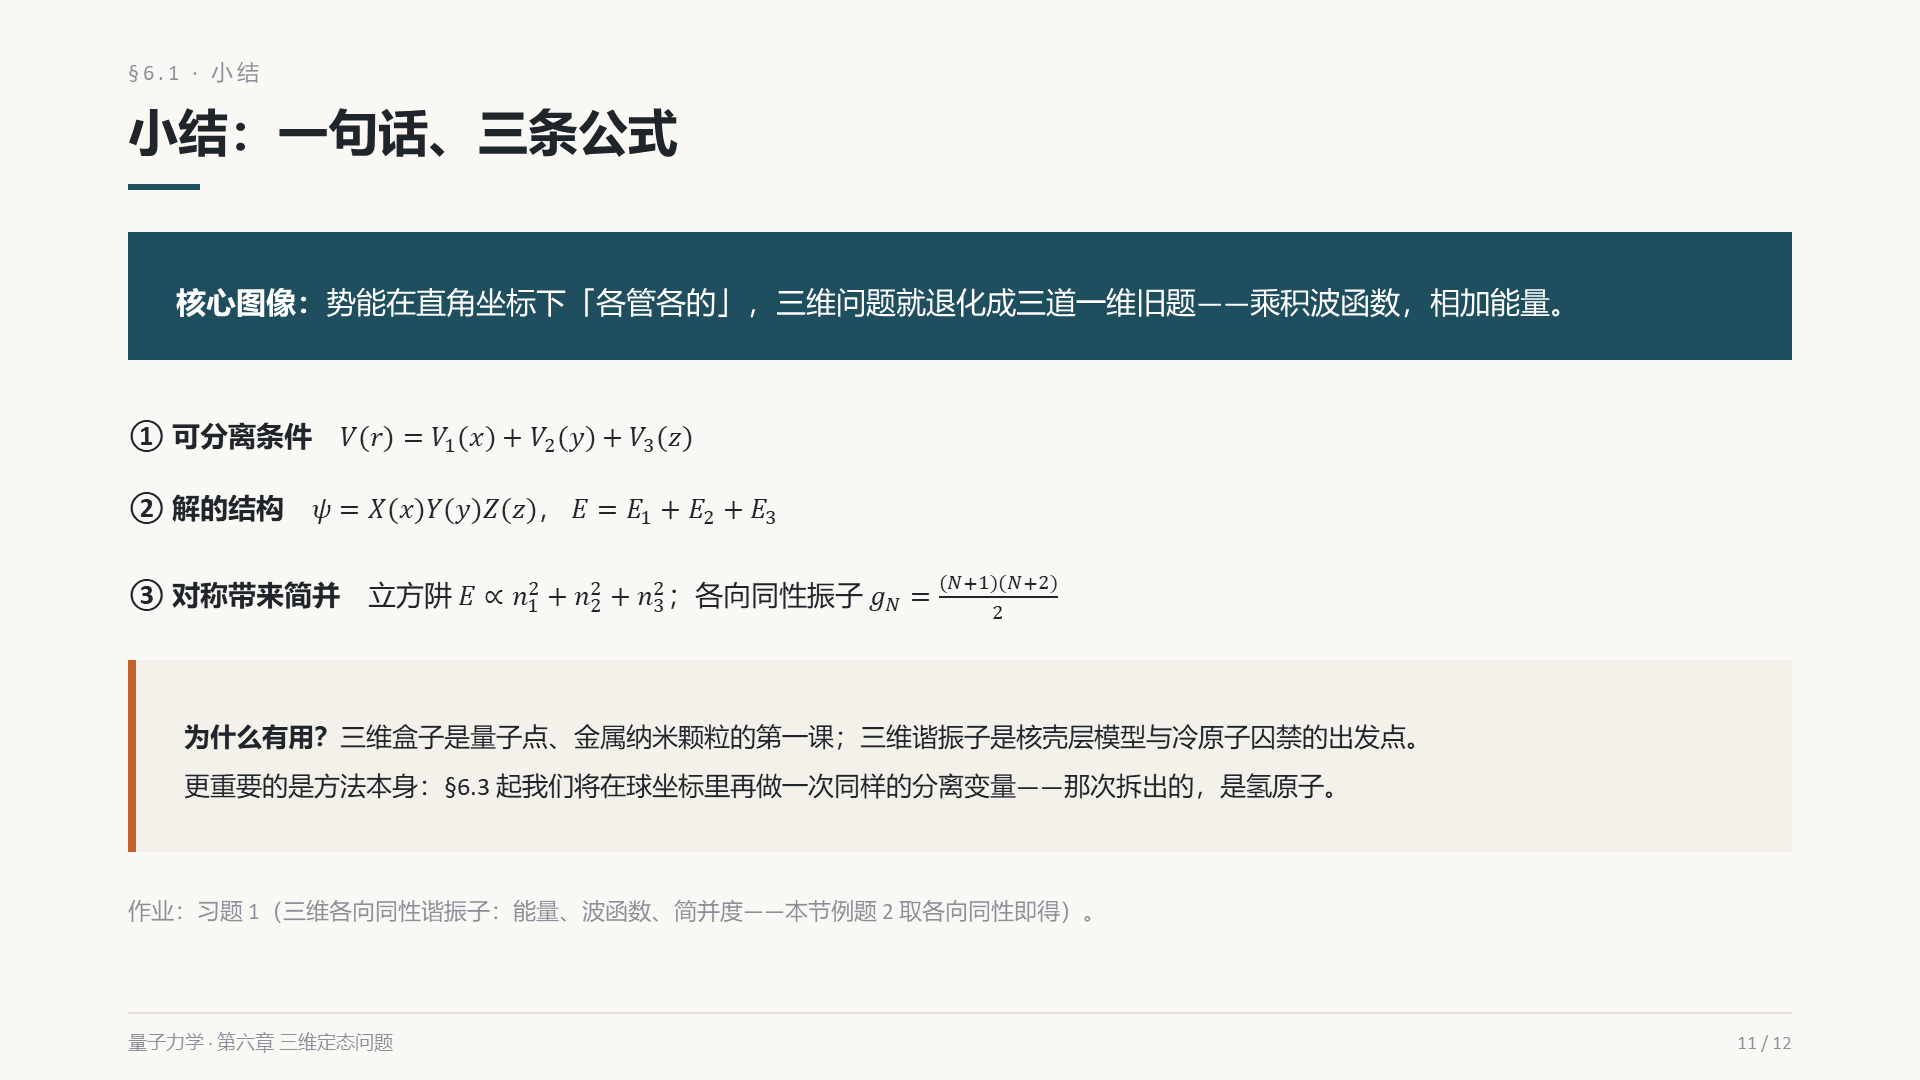 §6.1 · 小结
小结：一句话、三条公式
核心图像：势能在直角坐标下「各管各的」，三维问题就退化成三道一维旧题——乘积波函数，相加能量。
① 可分离条件 V(r) = V₁(x) + V₂(y) + V₃(z)
② 解的结构 ψ = X(x)Y(y)Z(z)， E = E₁ + E₂ + E₃
③ 对称带来简并 立方阱 E ∝ n₁² + n₂² + n₃²；各向同性振子 g_N = (N+1)(N+2)/2
为什么有用？三维盒子是量子点、金属纳米颗粒的第一课；三维谐振子是核壳层模型与冷原子囚禁的出发点。
更重要的是方法本身：§6.3 起我们将在球坐标里再做一次同样的分离变量——那次拆出的，是氢原子。
作业：习题 1（三维各向同性谐振子：能量、波函数、简并度——本节例题 2 取各向同性即得）。
量子力学 · 第六章 三维定态问题
11 / 12